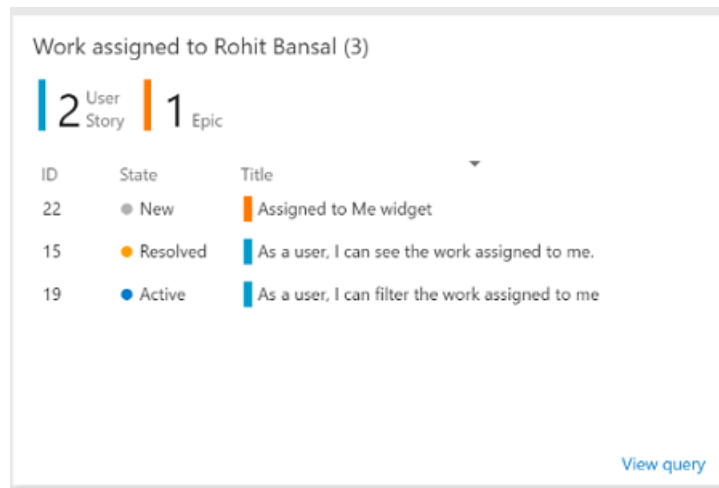 Work assigned to Rohit Bansal (3)
2 User Story 1 Epic
ID State Title
22 New Assigned to Me widget
15 Resolved As a user, I can see the work assigned to me.
19 Active As a user, I can filter the work assigned to me
View query